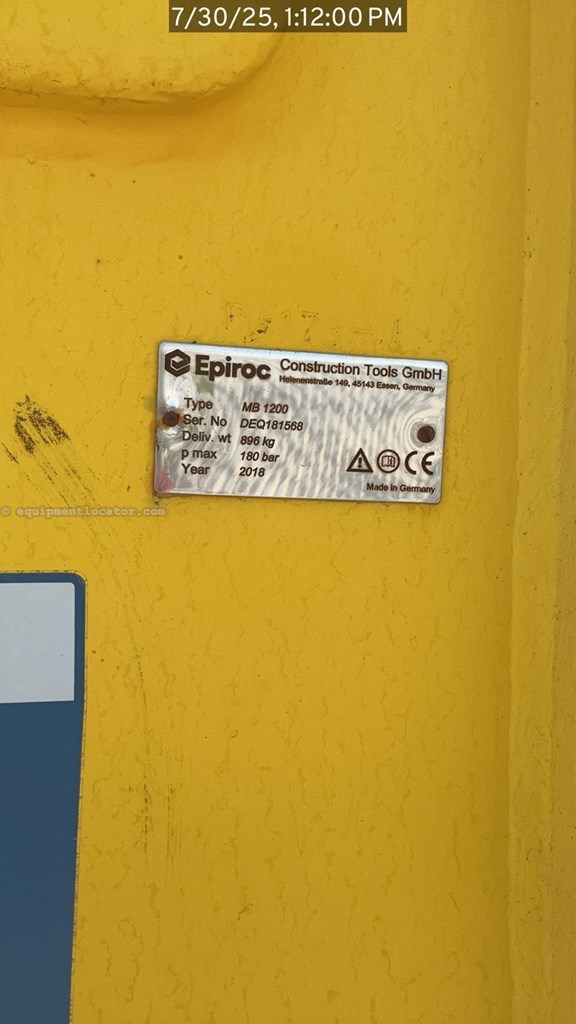 7/30/25, 1:12:00 PM
Epiroc Construction Tools GmbH
Helenenstraße 149, 45143 Essen, Germany
Type MB 1200
Ser. No DEQ181568
Deliv. wt 896 kg
p max 180 bar
Year 2018
CE
Made in Germany
© equipmentlocator.com